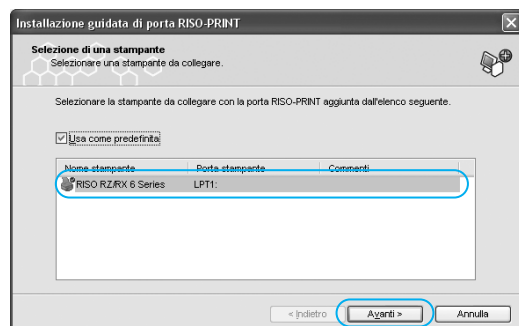 Installazione guidata di porta RISO-PRINT
Selezione di una stampante
Selezionare una stampante da collegare.
Selezionare la stampante da collegare con la porta RISO-PRINT aggiunta dall'elenco seguente.
Usa come predefinita
Nome stampante Porta stampante Commenti
RISO RZ/RX 6 Series LPT1:
< Indietro Avanti > Annulla